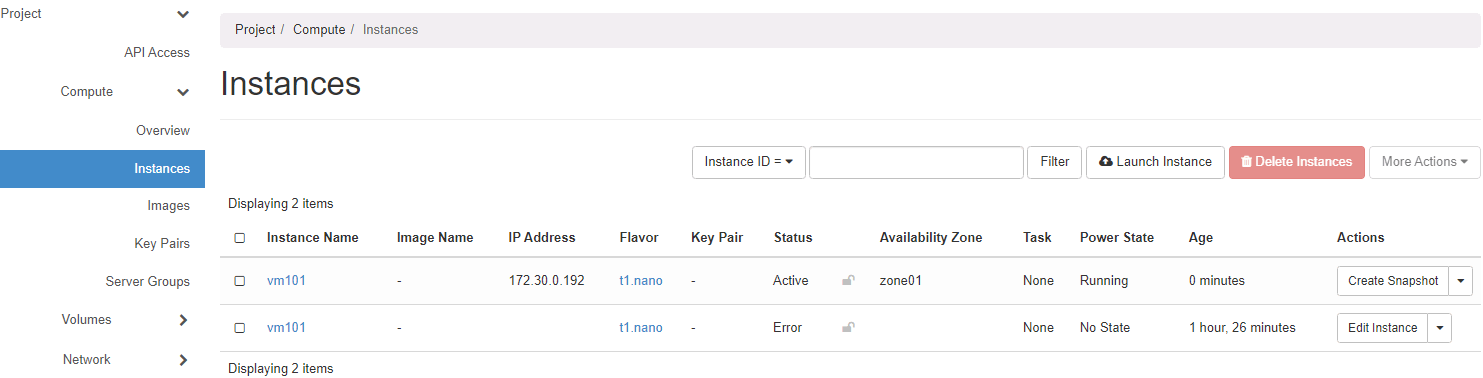 Project
API Access
Compute
Overview
Instances
Images
Key Pairs
Server Groups
Volumes
Network
Project / Compute / Instances
Instances
Instance ID = Filter Launch Instance Delete Instances More Actions
Displaying 2 items
Instance Name Image Name IP Address Flavor Key Pair Status Availability Zone Task Power State Age Actions
vm101 - 172.30.0.192 t1.nano - Active zone01 None Running 0 minutes Create Snapshot
vm101 - t1.nano - Error None No State 1 hour, 26 minutes Edit Instance
Displaying 2 items